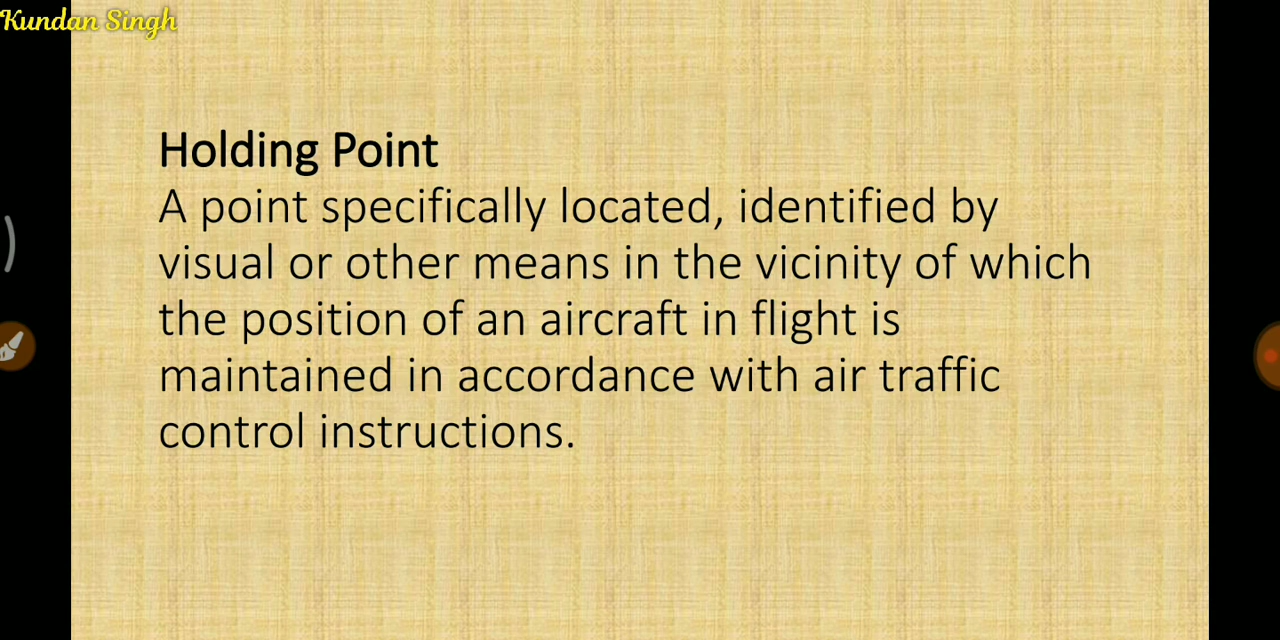 Kundan Singh
Holding Point
A point specifically located, identified by
visual or other means in the vicinity of which
the position of an aircraft in flight is
maintained in accordance with air traffic
control instructions.